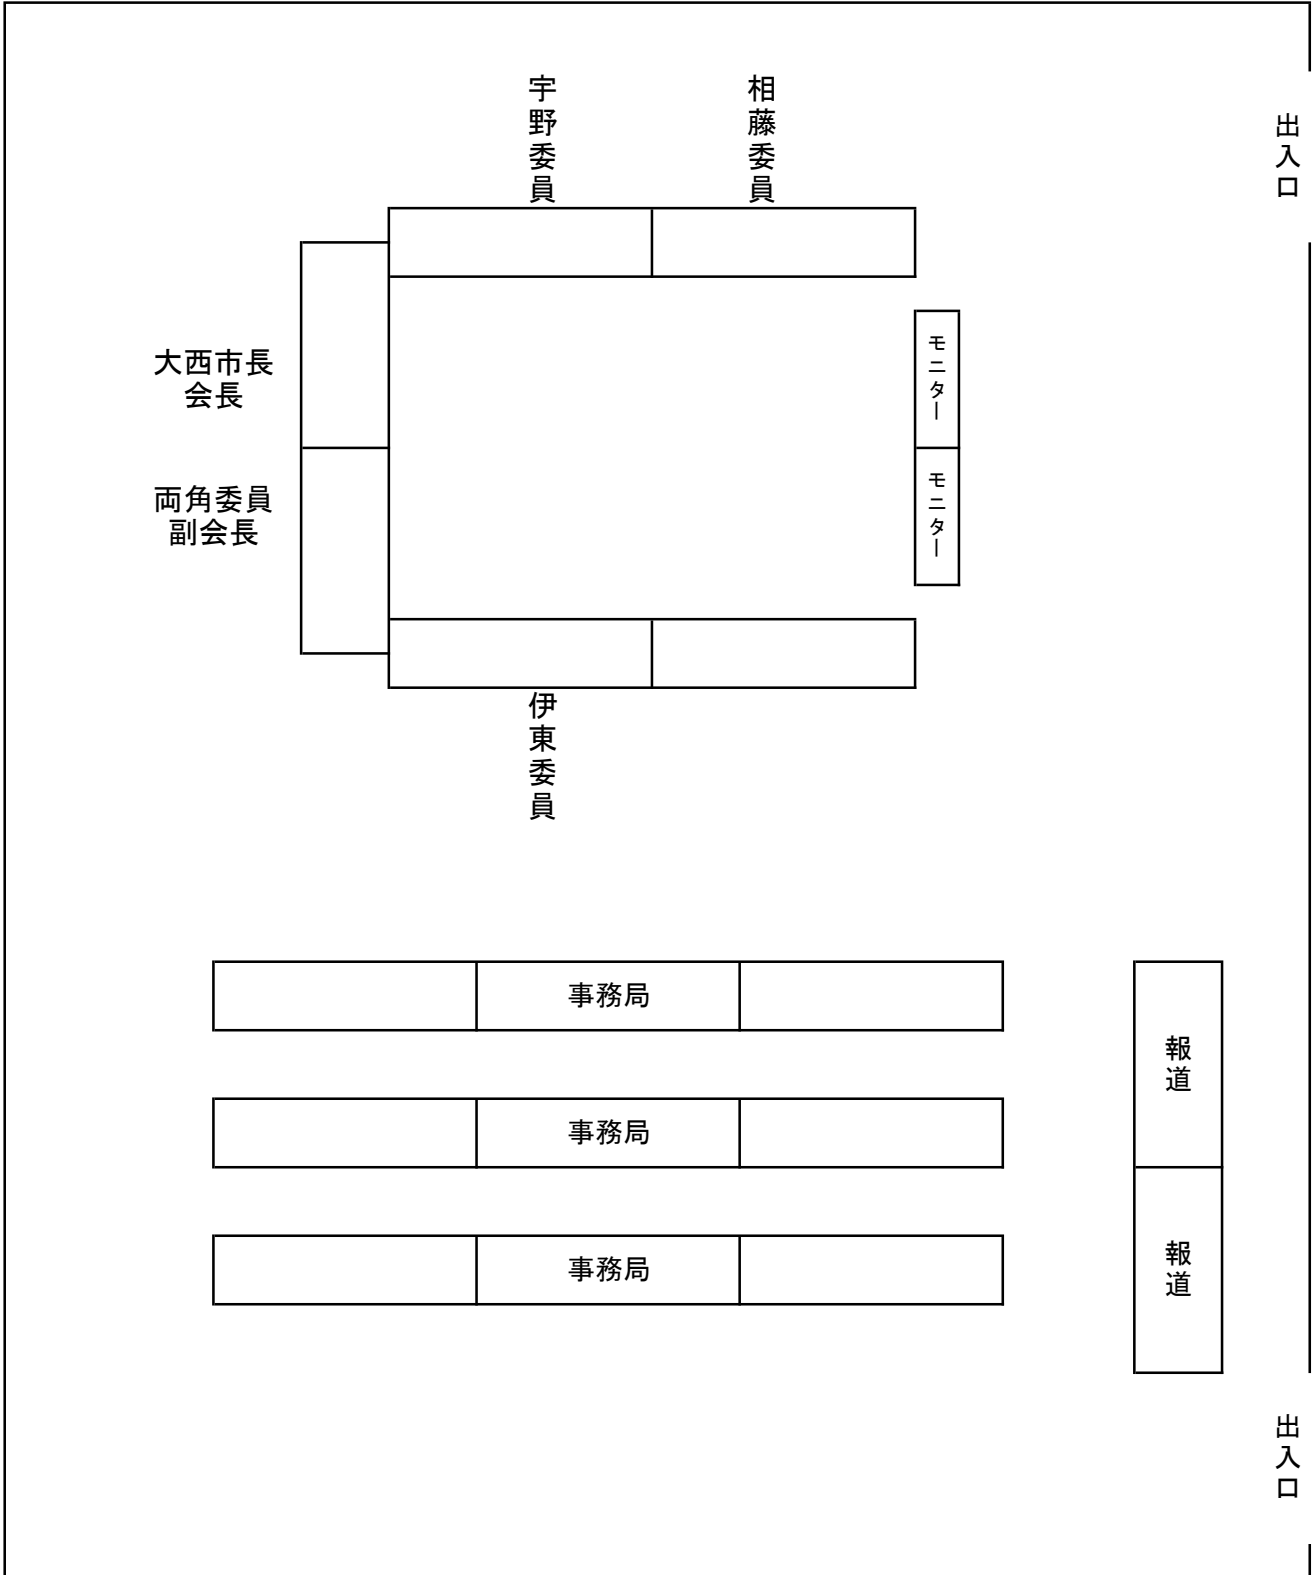 宇野委員
相藤委員
出入口
大西市長
会長
モニター
両角委員
副会長
モニター
伊東委員
事務局
報道
事務局
事務局
報道
出入口